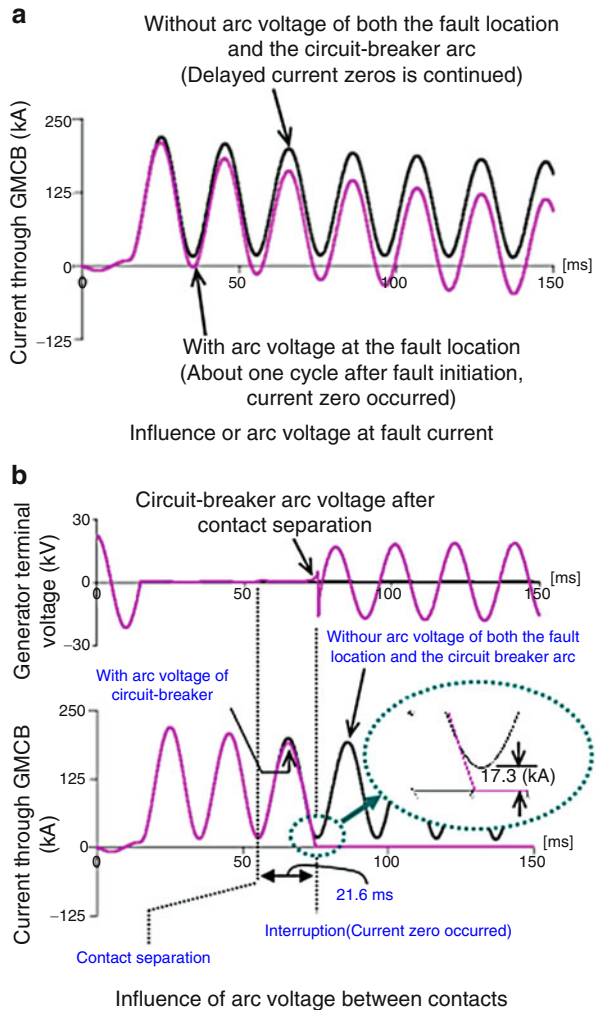 a
Without arc voltage of both the fault location
and the circuit-breaker arc
(Delayed current zeros is continued)
Current through GMCB (kA)
250
125
0
−125
0
50
100
150
[ms]
With arc voltage at the fault location
(About one cycle after fault initiation,
current zero occurred)
Influence or arc voltage at fault current
b
Circuit-breaker arc voltage after
contact separation
Generator terminal
voltage (kV)
30
0
−30
0
50
100
150
[ms]
With arc voltage of
circuit-breaker
Withour arc voltage of both the fault
location and the circuit breaker arc
Current through GMCB
(kA)
250
125
0
−125
17.3 (kA)
0
50
100
150
[ms]
21.6 ms
Interruption(Current zero occurred)
Contact separation
Influence of arc voltage between contacts